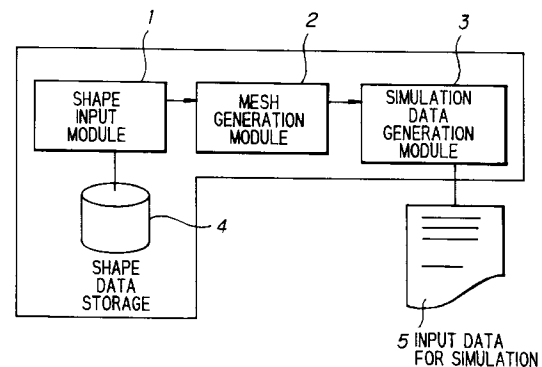 1
2
3
SHAPE
INPUT
MODULE
MESH
GENERATION
MODULE
SIMULATION
DATA
GENERATION
MODULE
4
SHAPE
DATA
STORAGE
5 INPUT DATA
FOR SIMULATION